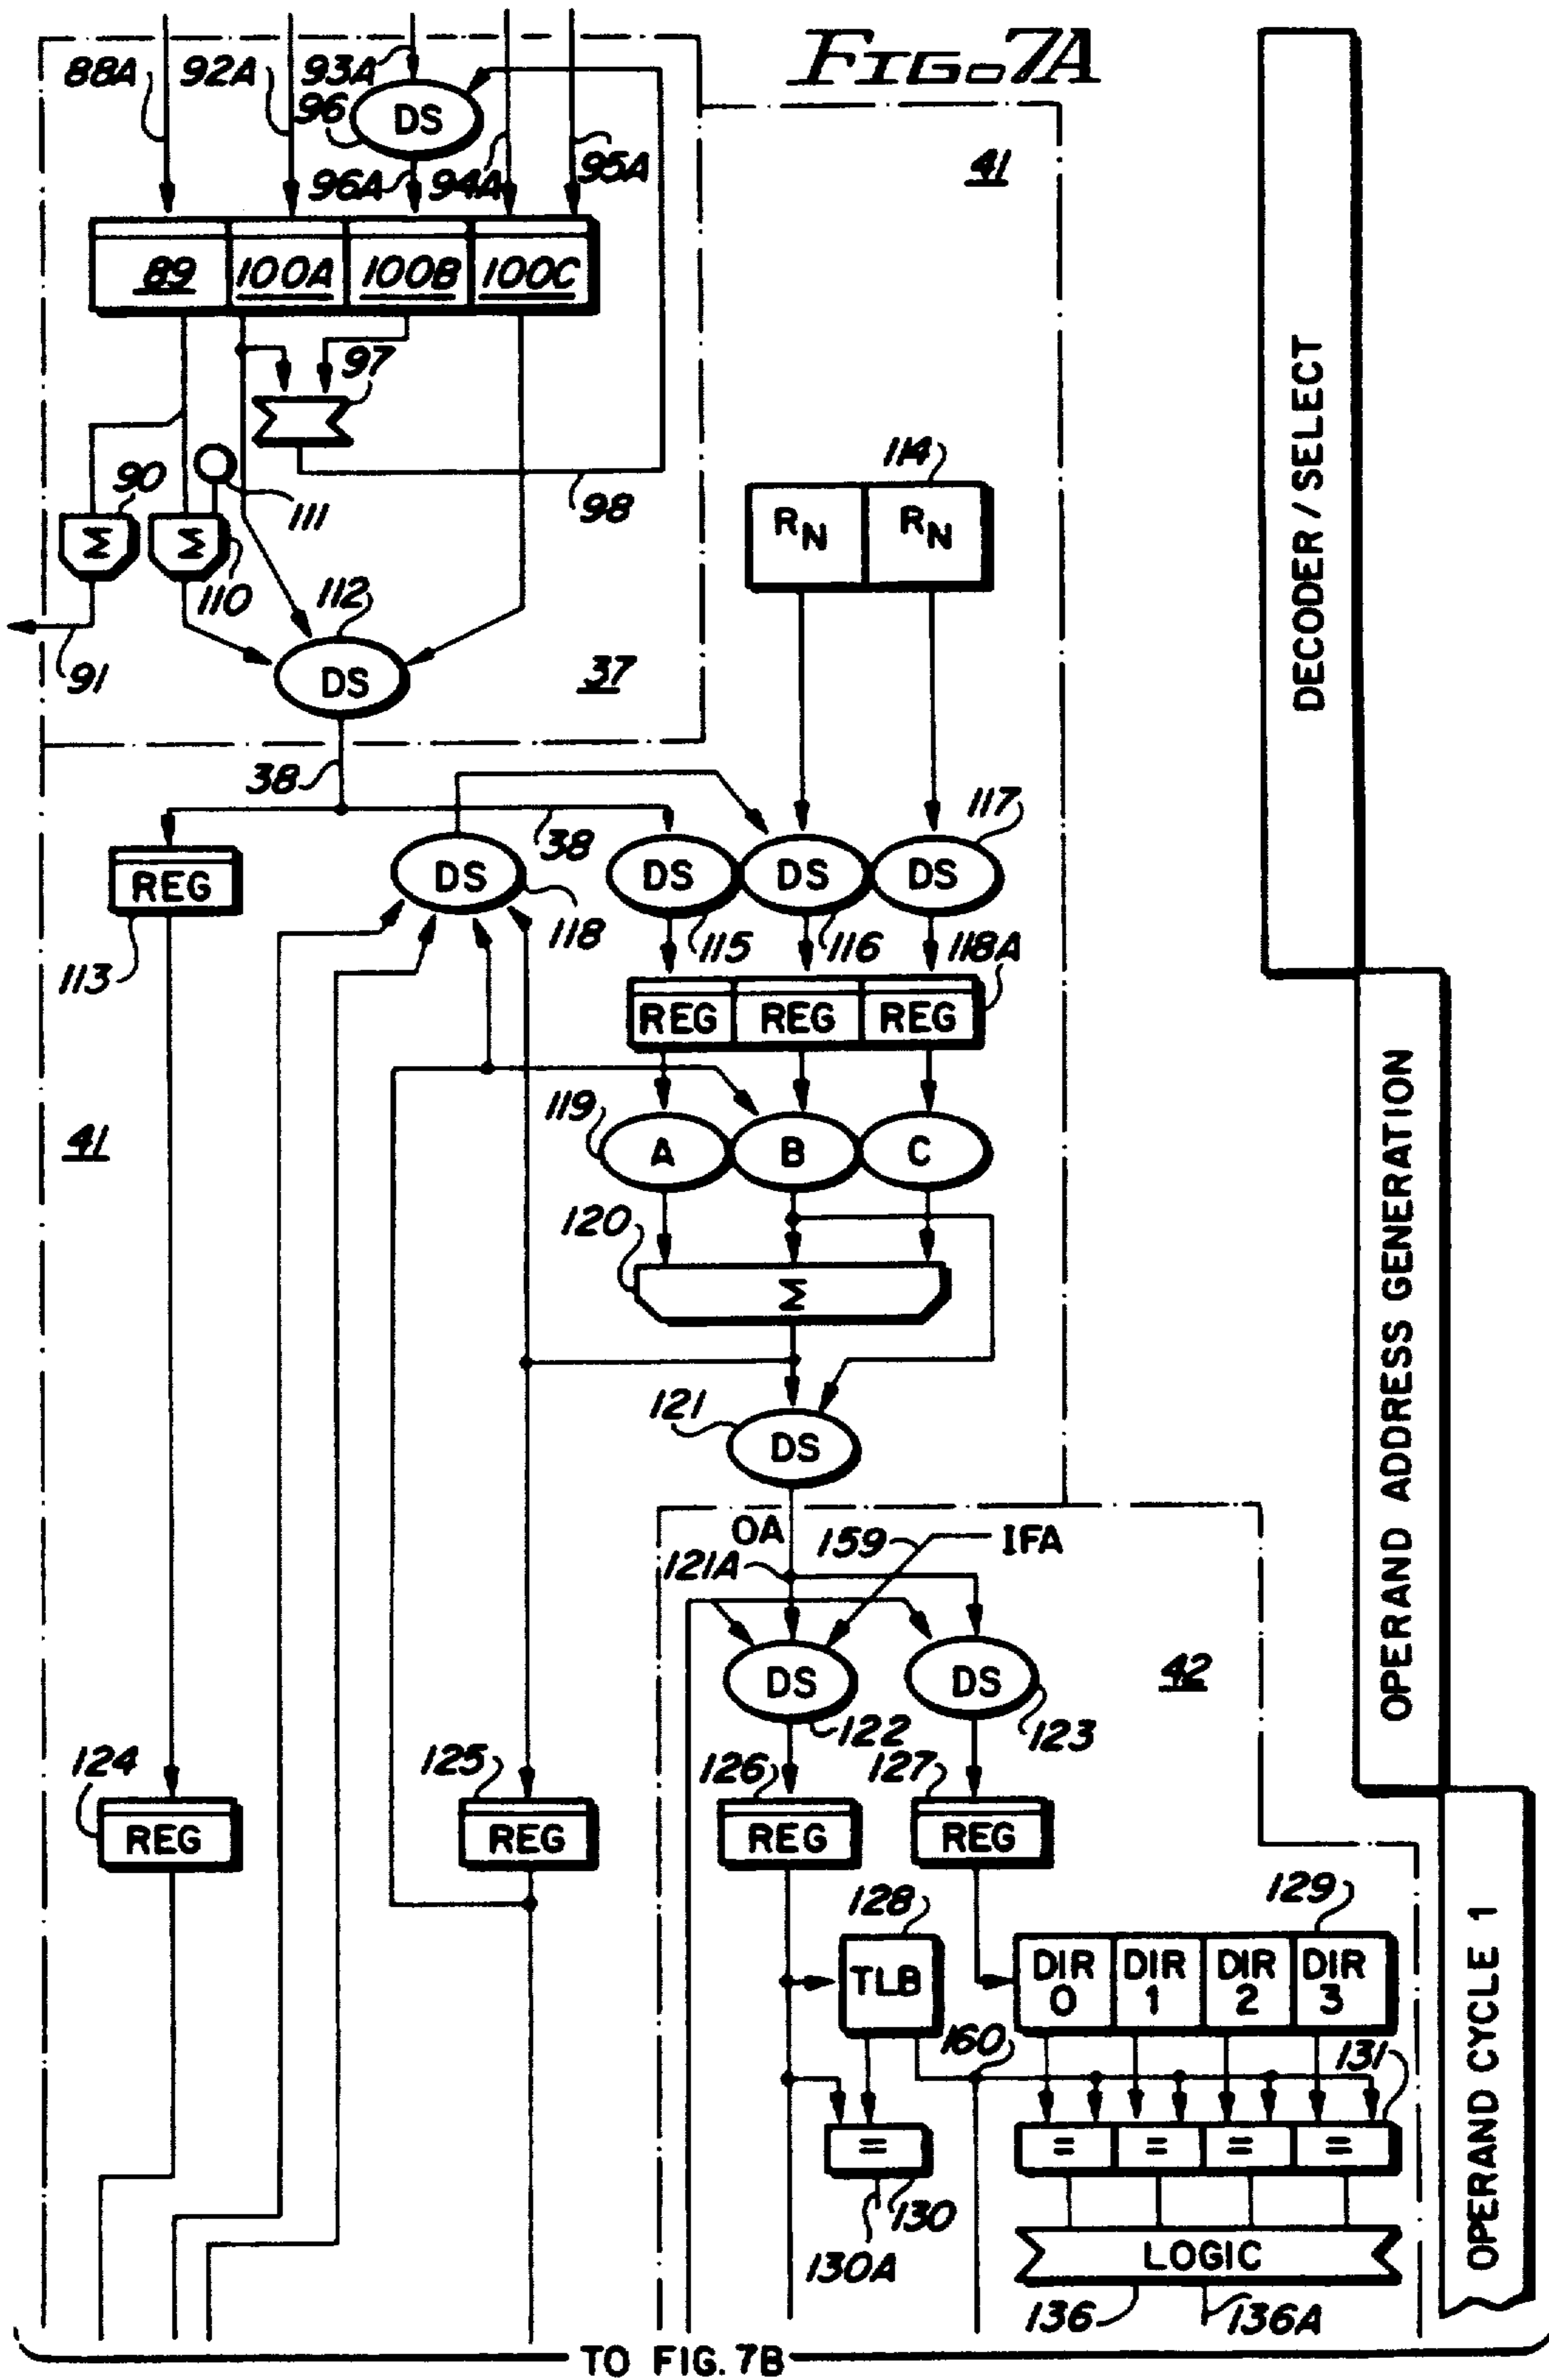 FIG. 7A
88A 92A 93A
96 DS
96A 94A 95A
41
89 100A 100B 100C
97
90 111 98
114
Σ Σ
RN RN
110 112
91 DS 37
DECODER/SELECT
38
38 117
REG DS DS DS DS
113 118 115 116 118A
REG REG REG
119 A B C
41
120 Σ
121 DS
OPERAND ADDRESS GENERATION
OA 159 IFA
121A
DS DS 42
122 123
124 125 126 127
REG REG REG REG
128 129
TLB DIR 0 DIR 1 DIR 2 DIR 3
160 131
= = = = =
130
130A LOGIC
136 136A
OPERAND CYCLE 1
TO FIG. 7B